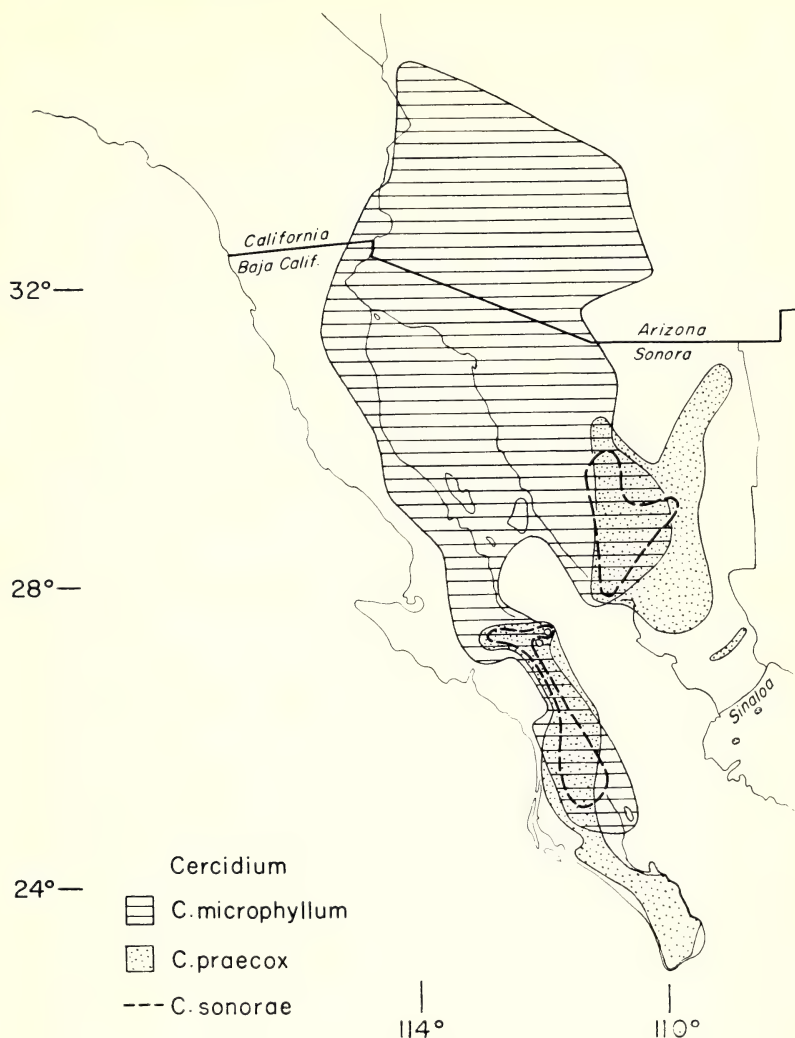 California
Baja Calif.
32°
Arizona
Sonora
28°
Sinaloa
24°
Cercidium
C. microphyllum
C. praecox
C. sonorae
114°
110°